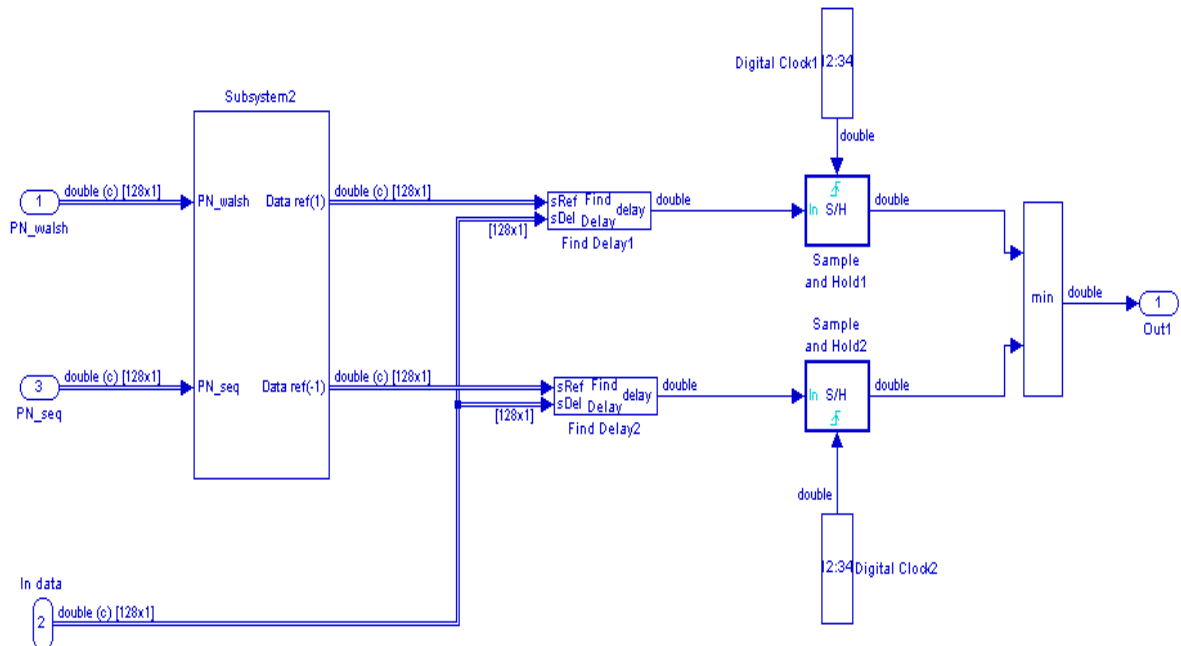 Digital Clock1
12:34
double
Subsystem2
double (c) [128x1]
1
PN_walsh
PN_walsh
Data ref(1)
double (c) [128x1]
sRef Find
sDel Delay
delay
[128x1]
Find Delay1
double
In S/H
double
Sample
and Hold1
min
double
1
Out1
Sample
and Hold2
double (c) [128x1]
3
PN_seq
PN_seq
Data ref(-1)
double (c) [128x1]
sRef Find
sDel Delay
delay
[128x1]
Find Delay2
double
In S/H
double
double
12:34
Digital Clock2
In data
2
double (c) [128x1]